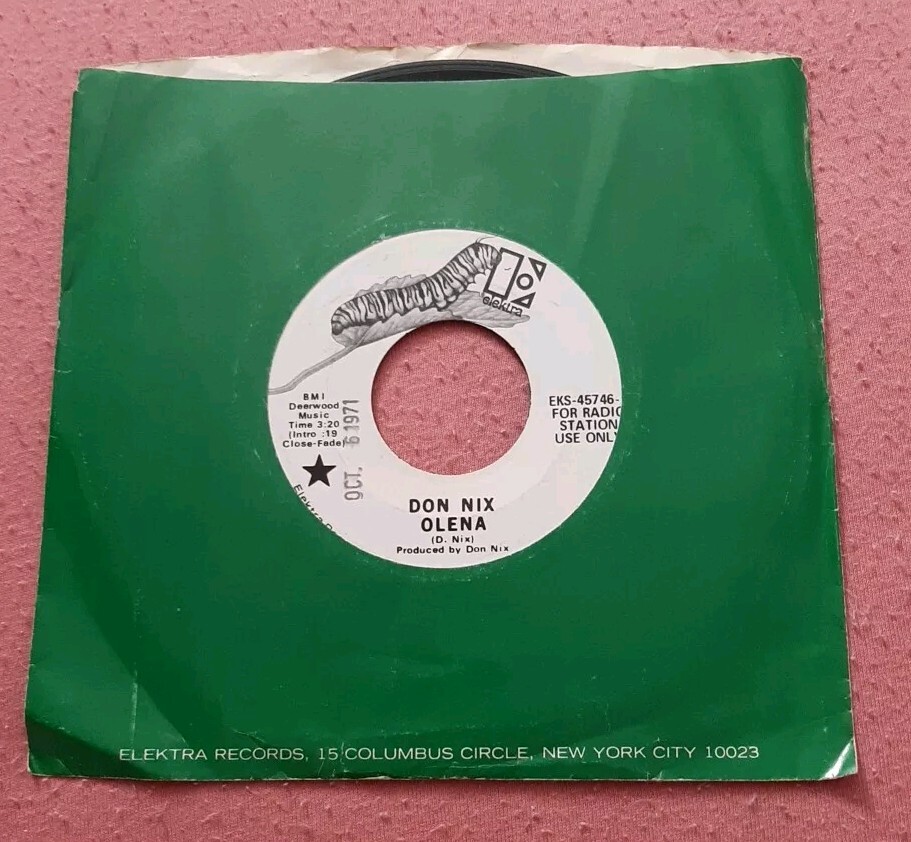 elektra
BMI
Deerwood
Music
Time 3:20
(Intro :19
Close-Fade)
OCT. 6 1971
EKS-45746-
FOR RADIO
STATION
USE ONLY
Elektra
DON NIX
OLENA
(D. Nix)
Produced by Don Nix
ELEKTRA RECORDS, 15 COLUMBUS CIRCLE, NEW YORK CITY 10023